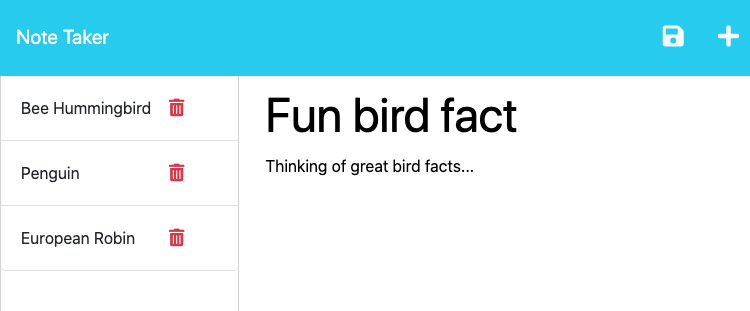 Note Taker
Bee Hummingbird
Penguin
European Robin
Fun bird fact
Thinking of great bird facts...